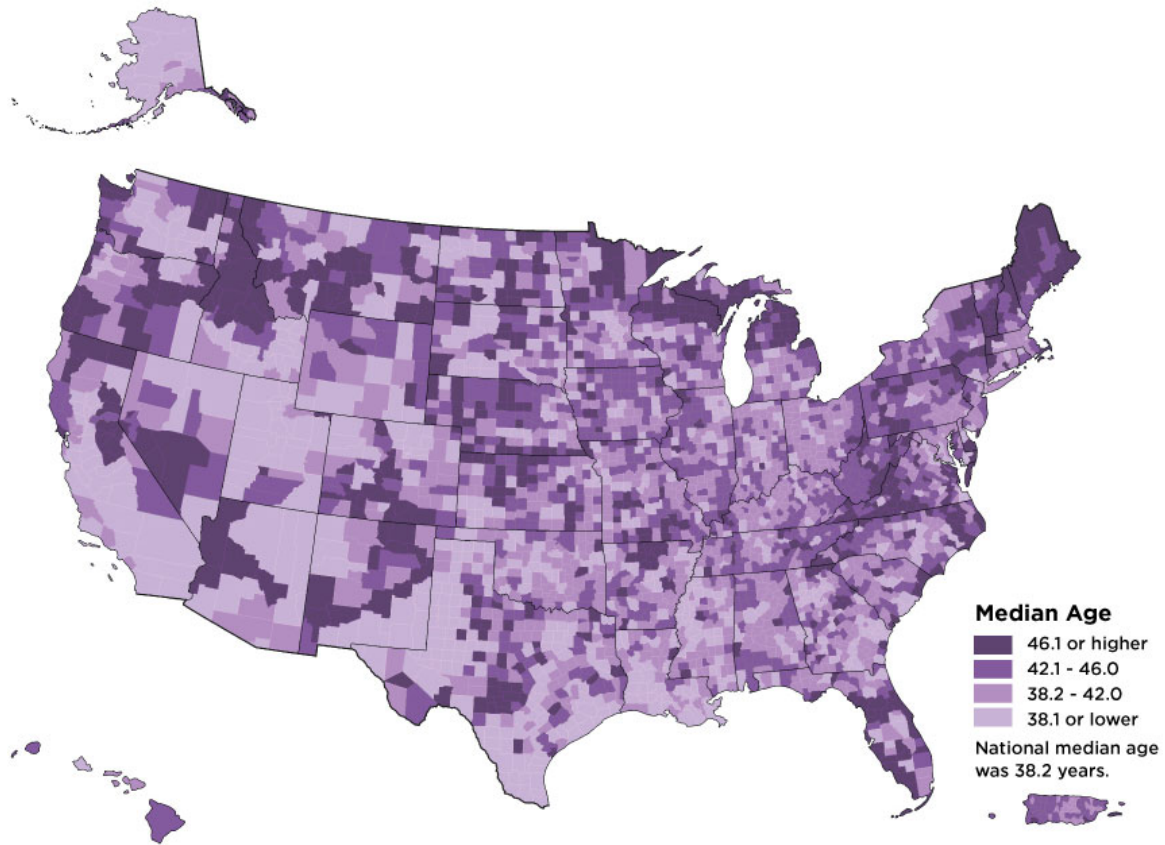 Median Age
46.1 or higher
42.1 - 46.0
38.2 - 42.0
38.1 or lower
National median age
was 38.2 years.